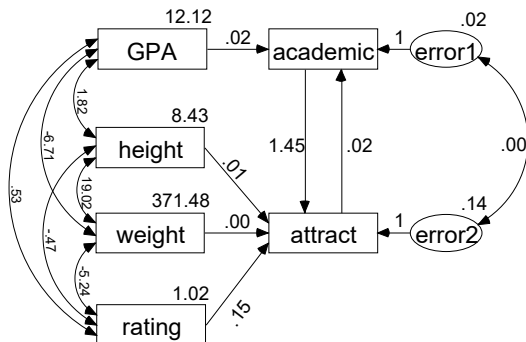 12.12
.02
GPA
.02
academic
1
error1
1.82
8.43
-6.71
height
1.45
.02
.00
.01
.53
19.02
371.48
.14
-.47
weight
.00
attract
1
error2
-5.24
1.02
.15
rating